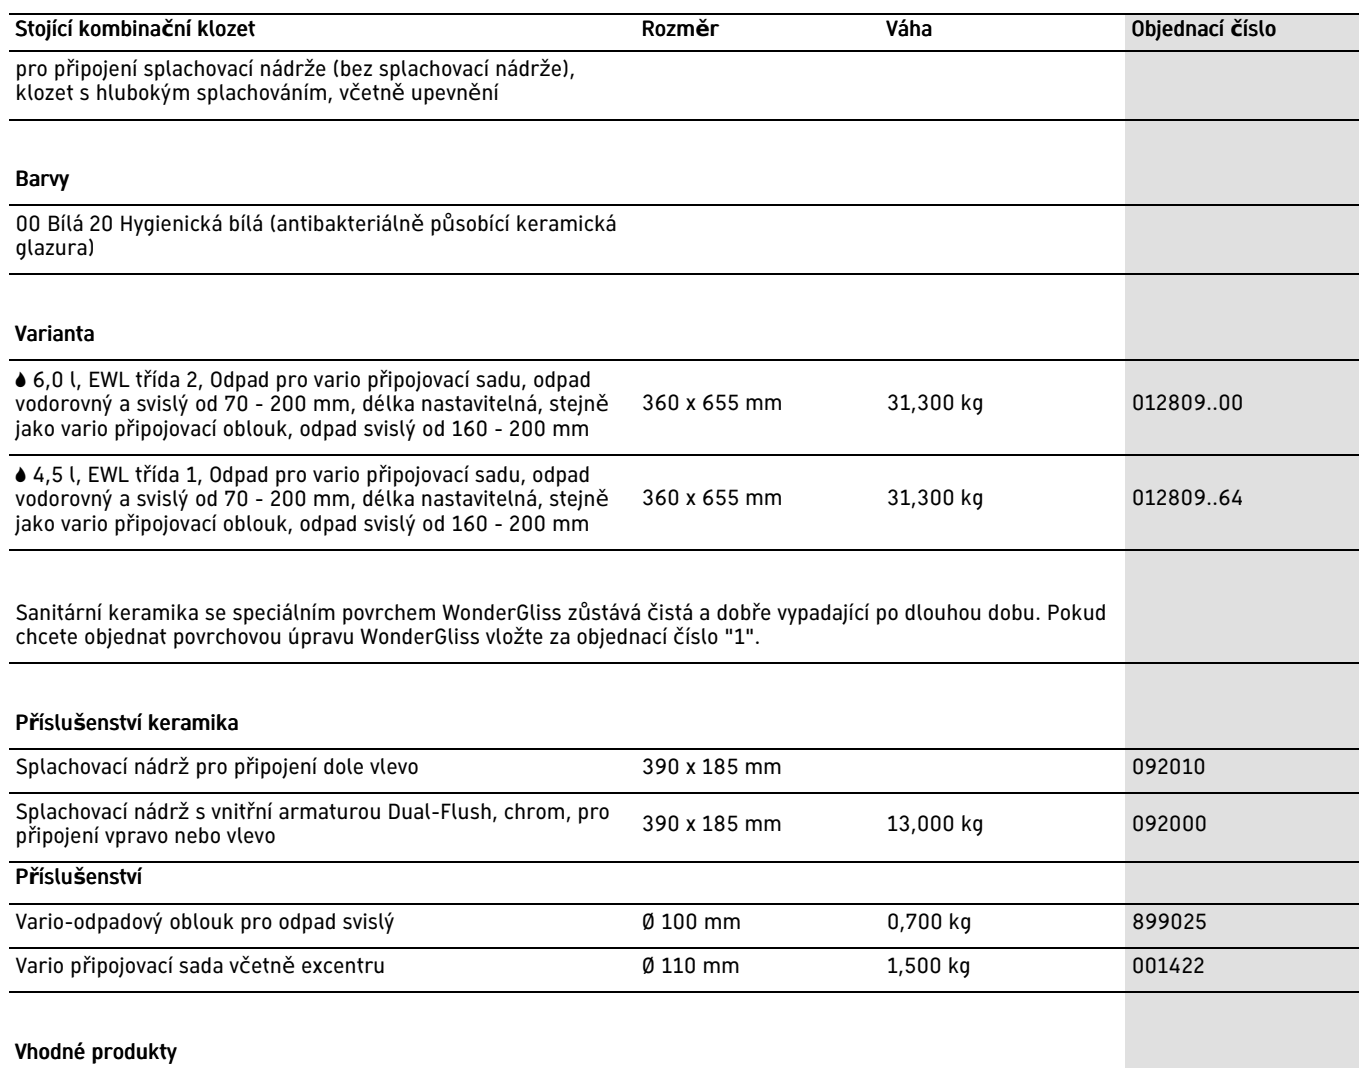 Stojící kombinační klozet Rozměr Váha Objednací číslo
pro připojení splachovací nádrže (bez splachovací nádrže),
klozet s hlubokým splachováním, včetně upevnění
Barvy
00 Bílá 20 Hygienická bílá (antibakteriálně působící keramická
glazura)
Varianta
6,0 l, EWL třída 2, Odpad pro vario připojovací sadu, odpad
vodorovný a svislý od 70 - 200 mm, délka nastavitelná, stejně
jako vario připojovací oblouk, odpad svislý od 160 - 200 mm
360 x 655 mm 31,300 kg 012809..00
4,5 l, EWL třída 1, Odpad pro vario připojovací sadu, odpad
vodorovný a svislý od 70 - 200 mm, délka nastavitelná, stejně
jako vario připojovací oblouk, odpad svislý od 160 - 200 mm
360 x 655 mm 31,300 kg 012809..64
Sanitární keramika se speciálním povrchem WonderGliss zůstává čistá a dobře vypadající po dlouhou dobu. Pokud
chcete objednat povrchovou úpravu WonderGliss vložte za objednací číslo "1".
Příslušenství keramika
Splachovací nádrž pro připojení dole vlevo 390 x 185 mm 092010
Splachovací nádrž s vnitřní armaturou Dual-Flush, chrom, pro
připojení vpravo nebo vlevo
390 x 185 mm 13,000 kg 092000
Příslušenství
Vario-odpadový oblouk pro odpad svislý Ø 100 mm 0,700 kg 899025
Vario připojovací sada včetně excentru Ø 110 mm 1,500 kg 001422
Vhodné produkty